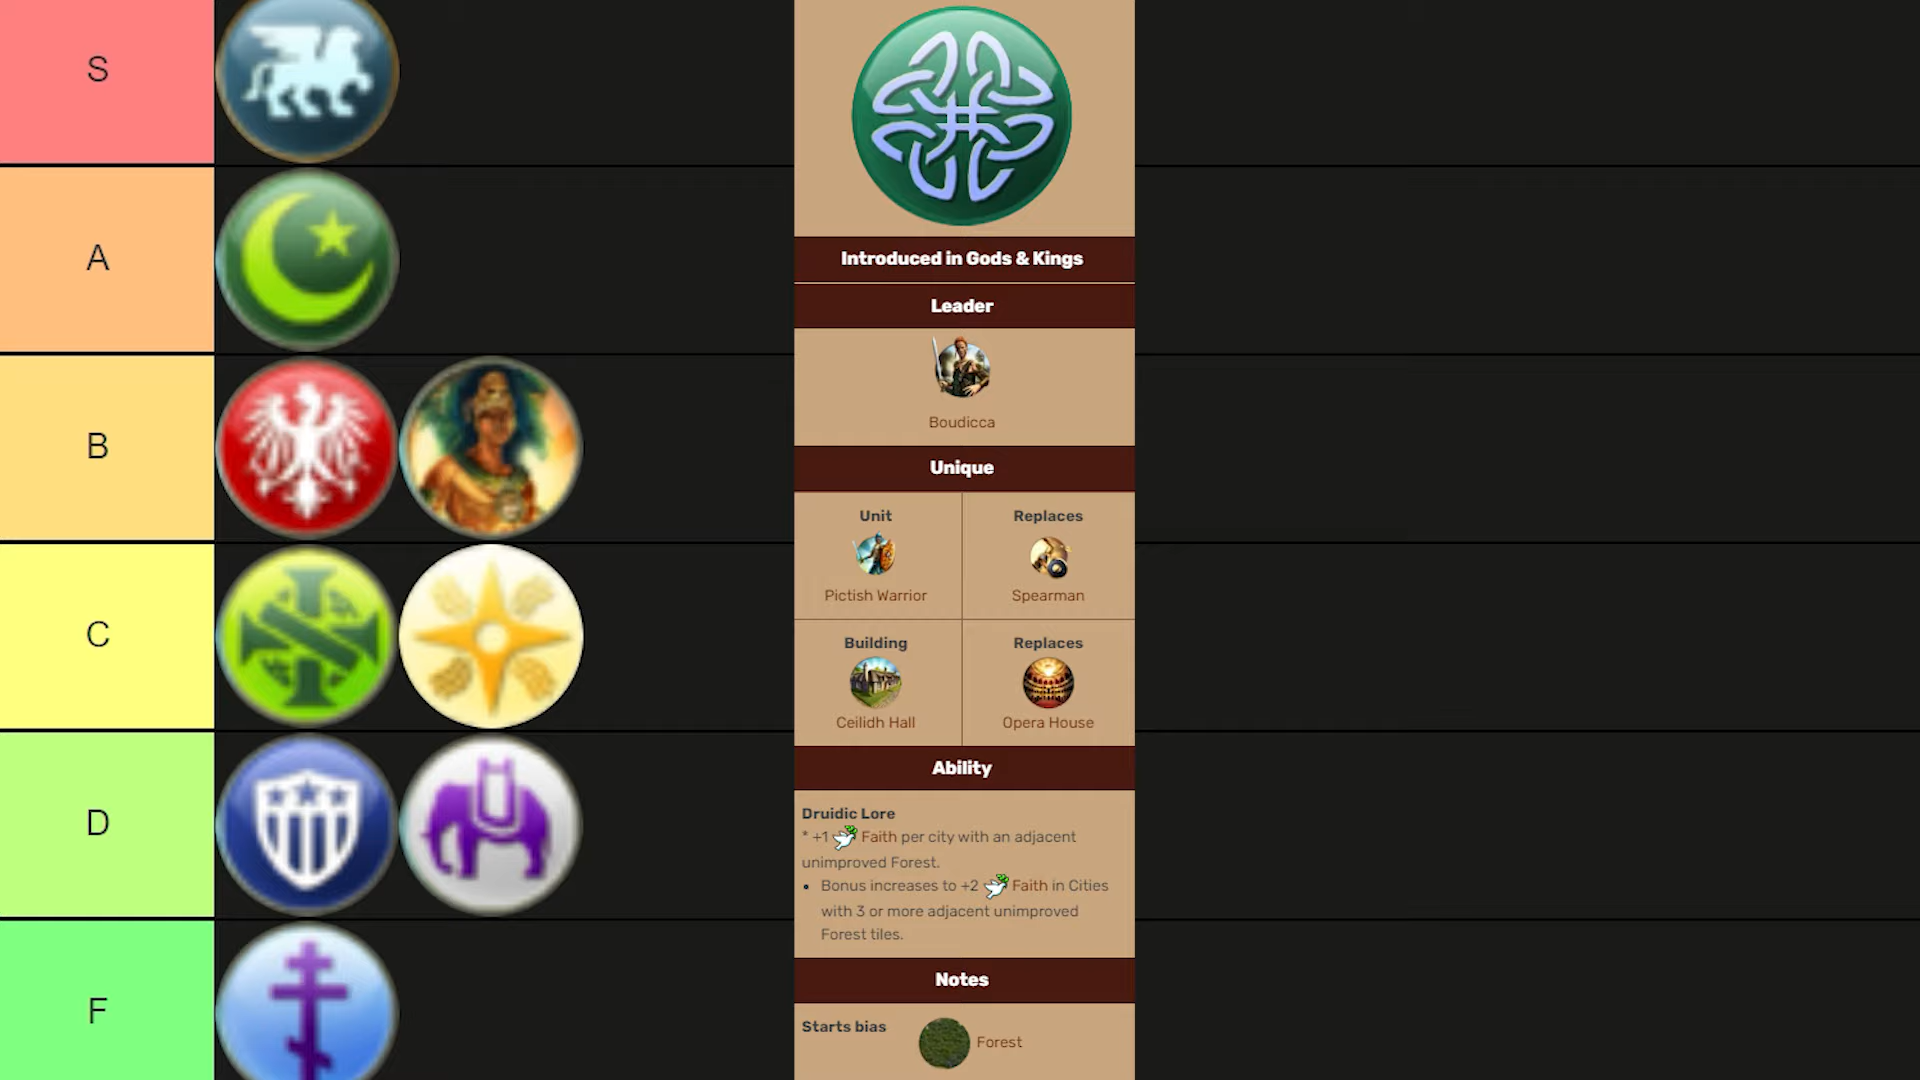 S
A
B
C
D
F
Introduced in Gods & Kings
Leader
Boudicca
Unique
Unit
Replaces
Pictish Warrior
Spearman
Building
Replaces
Ceilidh Hall
Opera House
Ability
Druidic Lore
* +1 Faith per city with an adjacent
unimproved Forest.
• Bonus increases to +2 Faith in Cities
with 3 or more adjacent unimproved
Forest tiles.
Notes
Starts bias
Forest